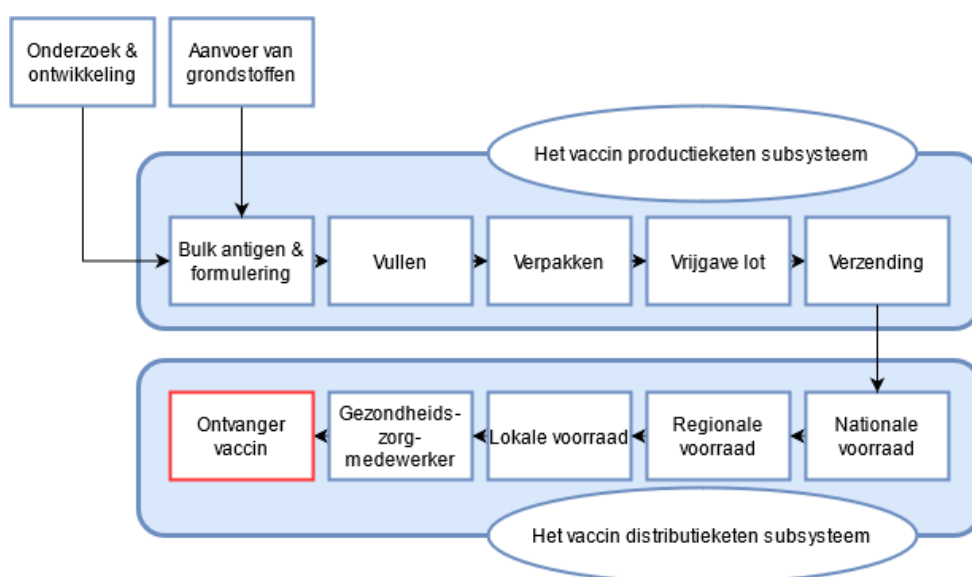 Onderzoek &
ontwikkeling
Aanvoer van
grondstoffen
Het vaccin productieketen subsysteem
Bulk antigen &
formulering
Vullen
Verpakken
Vrijgave lot
Verzending
Ontvanger
vaccin
Gezondheids-
zorg-
medewerker
Lokale voorraad
Regionale
voorraad
Nationale
voorraad
Het vaccin distributieketen subsysteem